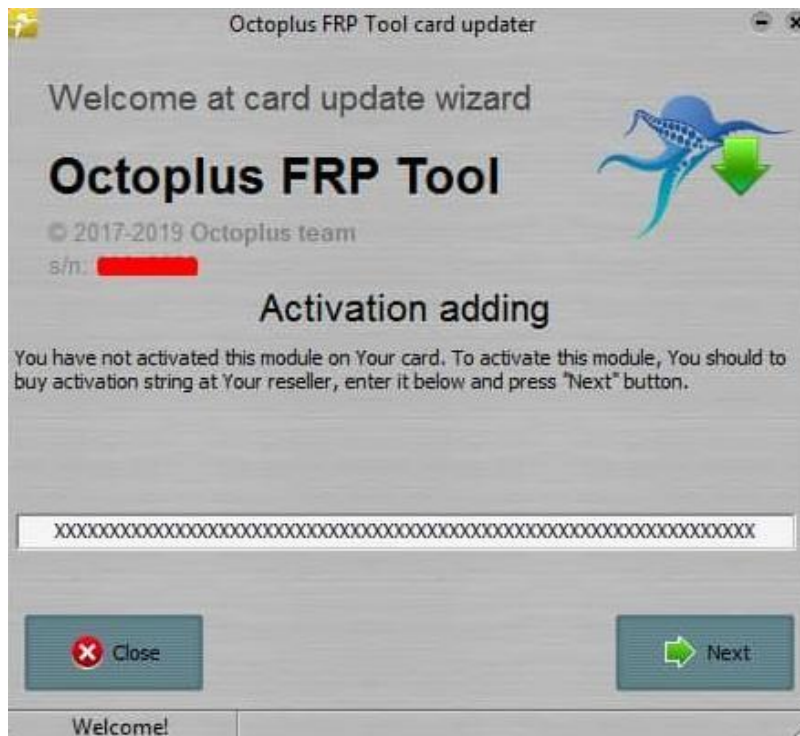 Octoplus FRP Tool card updater
Welcome at card update wizard
Octoplus FRP Tool
© 2017-2019 Octoplus team
s/n:
Activation adding
You have not activated this module on Your card. To activate this module, You should to
buy activation string at Your reseller, enter it below and press "Next" button.
XXXXXXXXXXXXXXXXXXXXXXXXXXXXXXXXXXXXXXXXXXXXXXXXXXXXXXXXXXXXXXXX
Close
Next
Welcome!